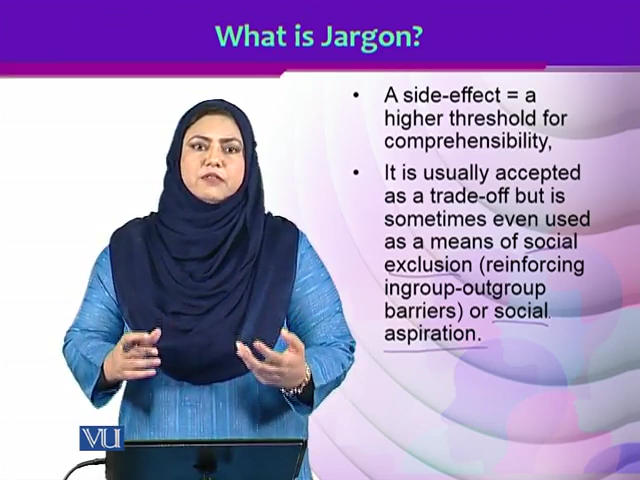 What is Jargon?
• A side-effect = a
higher threshold for
comprehensibility,
• It is usually accepted
as a trade-off but is
sometimes even used
as a means of social
exclusion (reinforcing
ingroup-outgroup
barriers) or social
aspiration.
VU